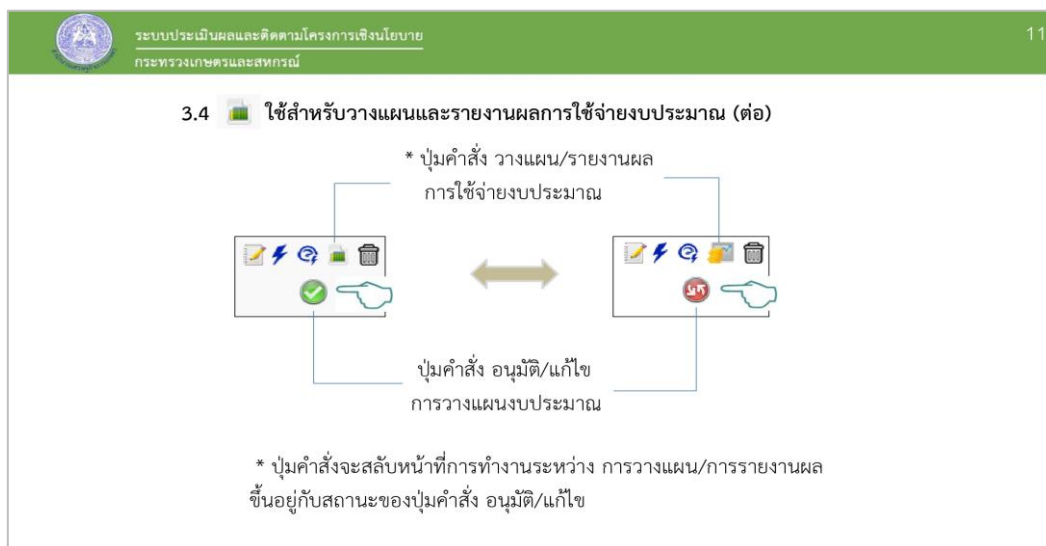 ระบบประเมินผลและติดตามโครงการเชิงนโยบาย
11
กระทรวงเกษตรและสหกรณ์
3.4 ใช้สำหรับวางแผนและรายงานผลการใช้จ่ายงบประมาณ (ต่อ)
* ปุ่มคำสั่ง วางแผน/รายงานผล
การใช้จ่ายงบประมาณ
ปุ่มคำสั่ง อนุมัติ/แก้ไข
การวางแผนงบประมาณ
* ปุ่มคำสั่งจะสลับหน้าที่การทำงานระหว่าง การวางแผน/การรายงานผล
ขึ้นอยู่กับสถานะของปุ่มคำสั่ง อนุมัติ/แก้ไข